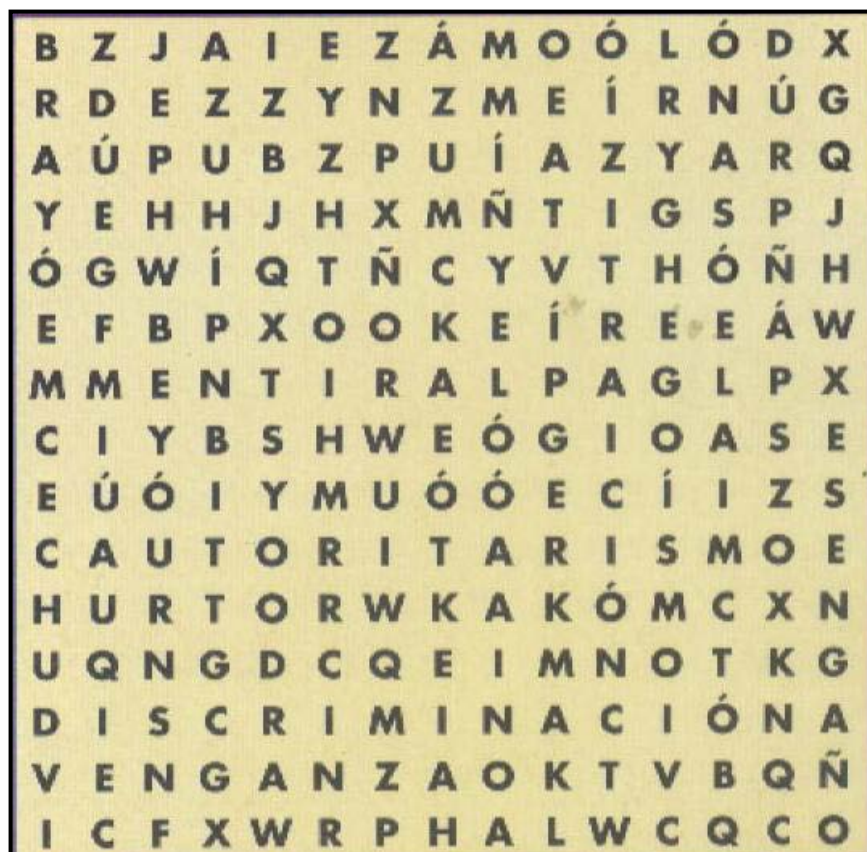 B Z J A I E Z Á M O Ó L Ó D X
R D E Z Z Y N Z M E Í R N Ú G
A Ú P U B Z P U Í A Z Y A R Q
Y E H H J H X M Ñ T I G S P J
Ó G W Í Q T Ñ C Y V T H Ó Ñ H
E F B P X O O K E Í R E E Á W
M M E N T I R A L P A G L P X
C I Y B S H W E Ó G I O A S E
E Ú Ó I Y M U Ó Ó E C Í I Z S
C A U T O R I T A R I S M O E
H U R T O R W K A K Ó M C X N
U Q N G D C Q E I M N O T K G
D I S C R I M I N A C I Ó N A
V E N G A N Z A O K T V B Q Ñ
I C F X W R P H A L W C Q C O